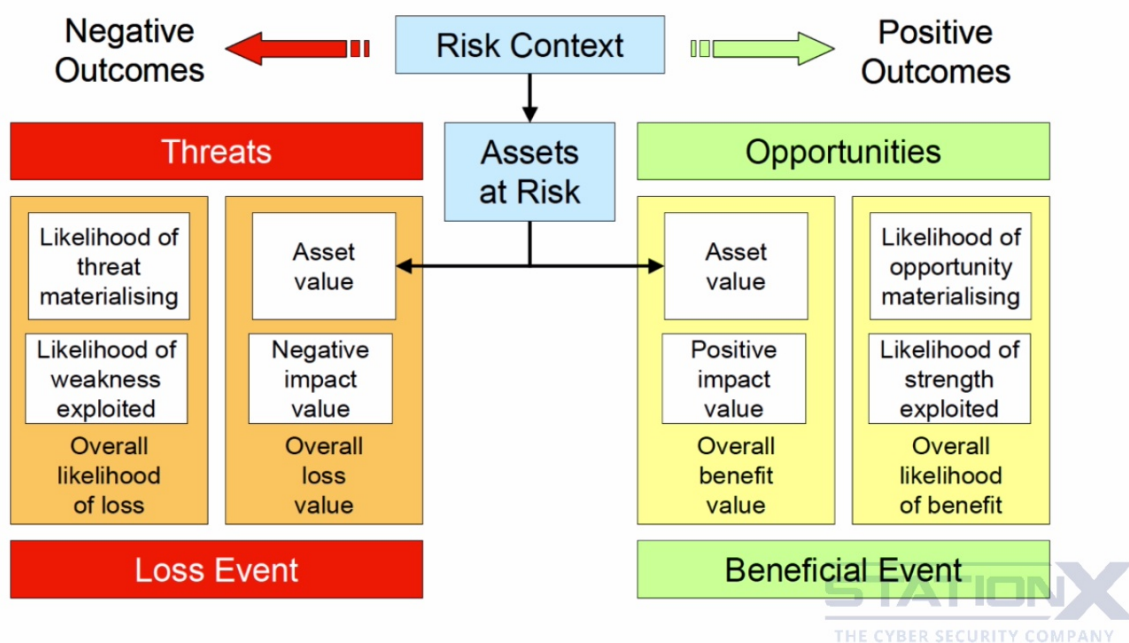 Negative
Outcomes
Risk Context
Positive
Outcomes
Threats
Assets
at Risk
Opportunities
Likelihood of
threat
materialising
Asset
value
Asset
value
Likelihood of
opportunity
materialising
Likelihood of
weakness
exploited
Negative
impact
value
Positive
impact
value
Likelihood of
strength
exploited
Overall
likelihood
of loss
Overall
loss
value
Overall
benefit
value
Overall
likelihood
of benefit
Loss Event
Beneficial Event
STATIONX
THE CYBER SECURITY COMPANY